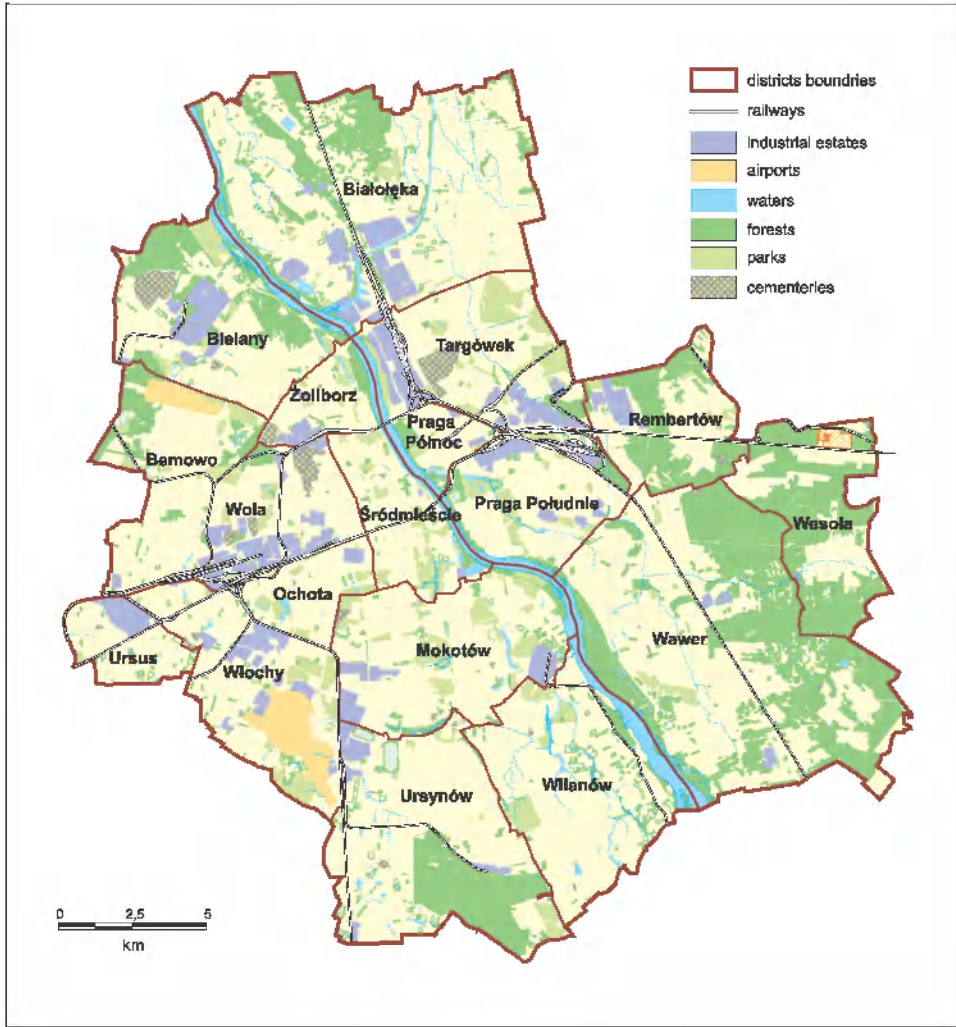 districts boundries
railways
industrial estates
airports
waters
forests
parks
cementeries
Białołęka
Bielany
Targówek
Żoliborz
Rembertów
Praga
Północ
Bemowo
Wola
Śródmieście
Praga Południe
Wesoła
Ochota
Ursus
Włochy
Mokotów
Wawer
Ursynów
Wilanów
0 2,5 5
km